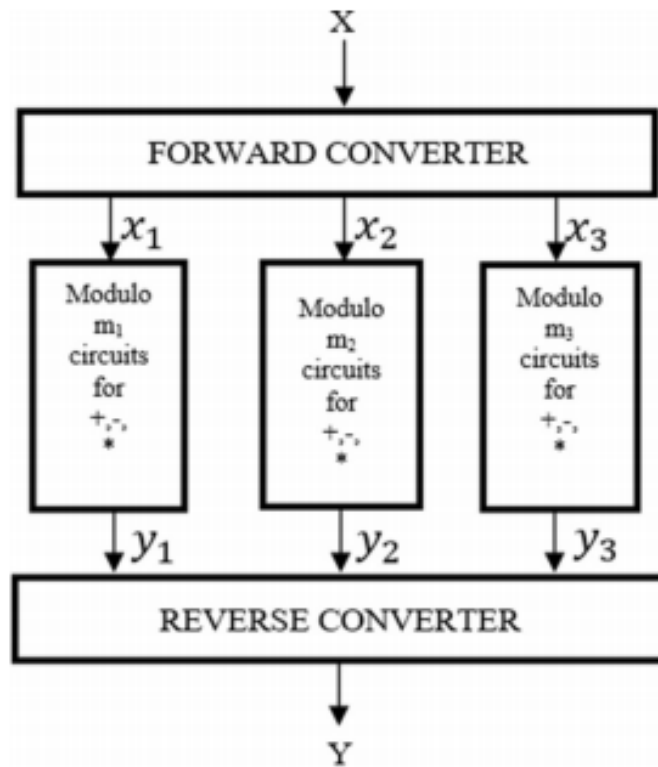 X
FORWARD CONVERTER
x₁ x₂ x₃
Modulo
m₁
circuits
for
+,-,
*
Modulo
m₂
circuits
for
+,-,
*
Modulo
m₃
circuits
for
+,-,
*
y₁ y₂ y₃
REVERSE CONVERTER
Y